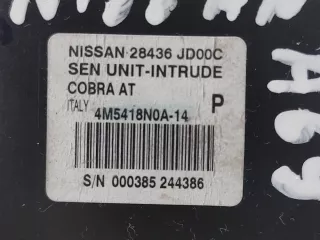 NISSAN 28436 JD00C
SEN UNIT-INTRUDE
COBRA AT
ITALY
P
4M5418N0A-14
S/N 000385 244386